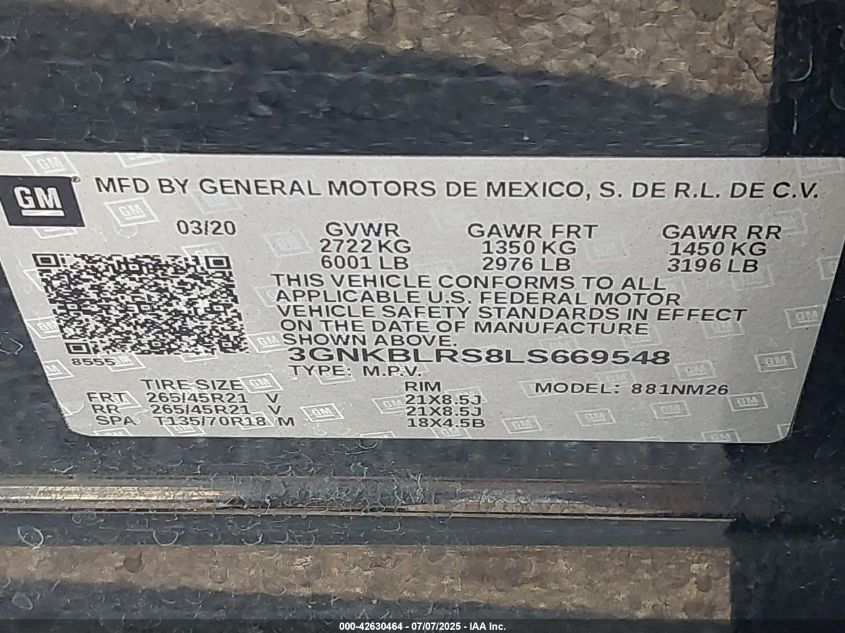 GM MFD BY GENERAL MOTORS DE MEXICO, S. DE R.L. DE C.V.
03/20 GVWR GAWR FRT GAWR RR
2722 KG 1350 KG 1450 KG
6001 LB 2976 LB 3196 LB
THIS VEHICLE CONFORMS TO ALL
APPLICABLE U.S. FEDERAL MOTOR
VEHICLE SAFETY STANDARDS IN EFFECT
ON THE DATE OF MANUFACTURE
SHOWN ABOVE.
8555 3GNKBLRS8LS669548
TYPE: M.P.V.
TIRE SIZE RIM MODEL: 881NM26
FRT 265/45R21 V 21X8.5J
RR 265/45R21 V 21X8.5J
SPA T135/70R18 M 18X4.5B
000-42630464 - 07/07/2025 - IAA Inc.